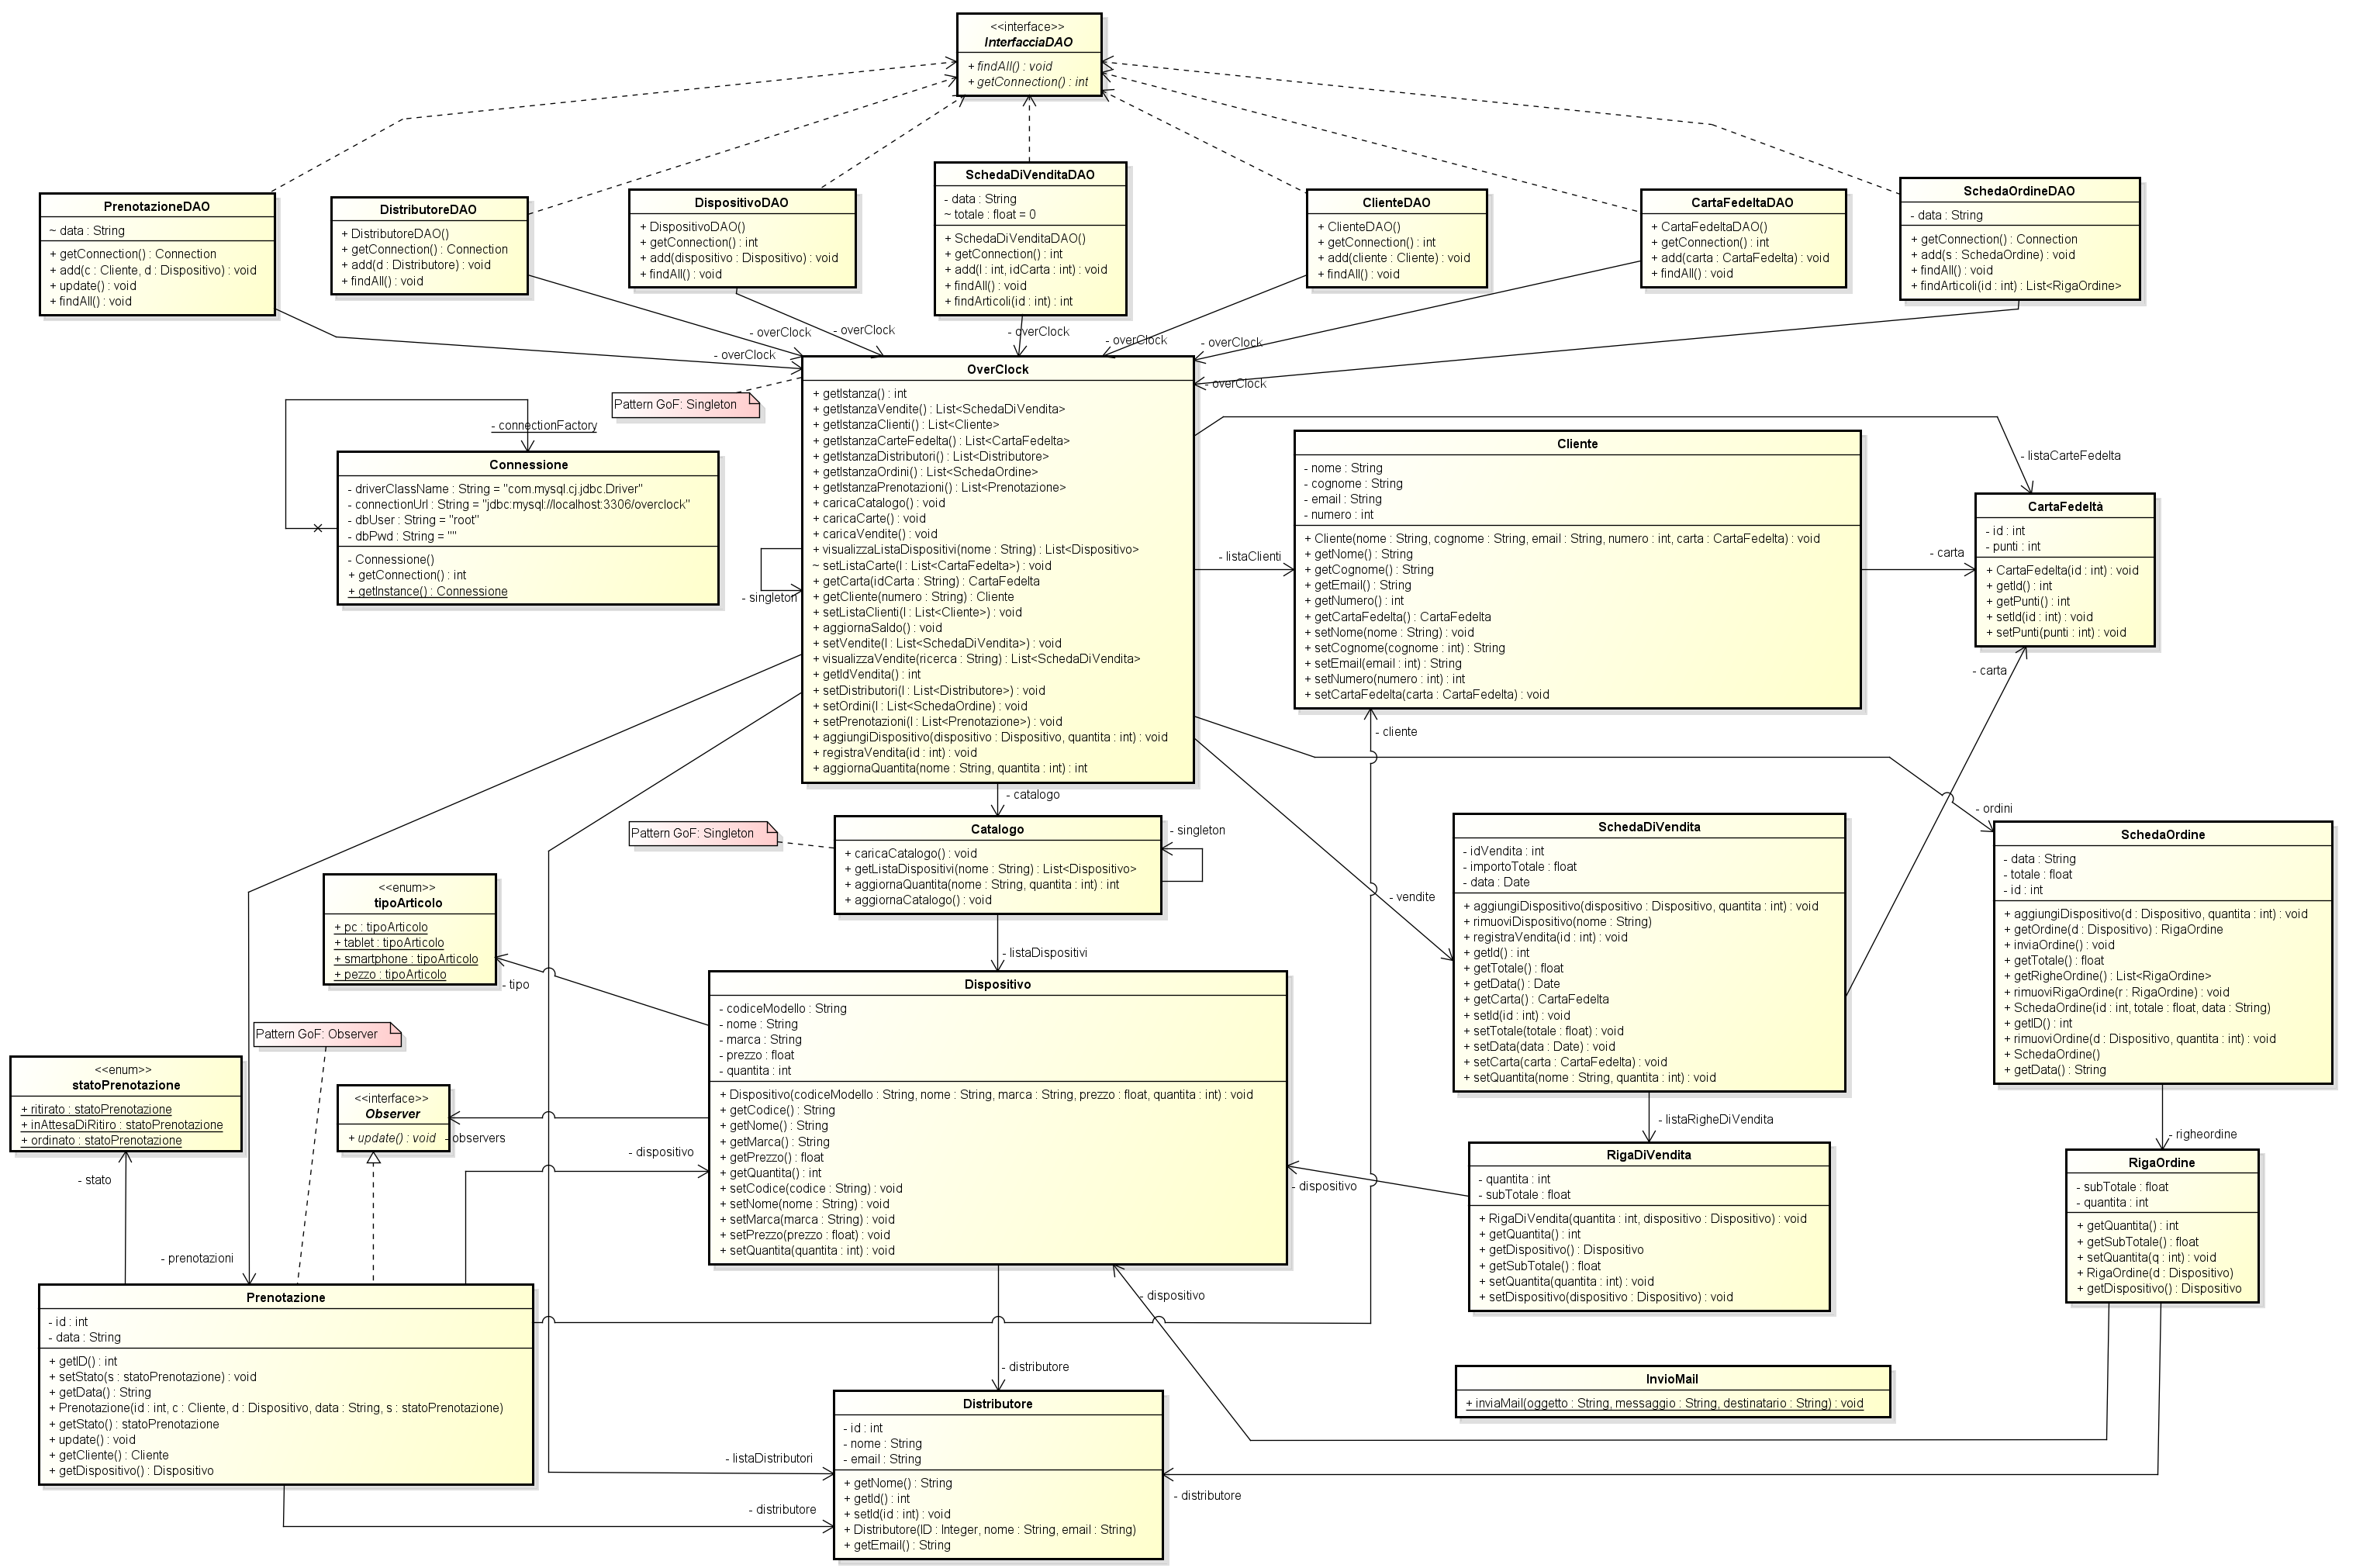 <<interface>>
InterfacciaDAO
+ findAll() : void
+ getConnection() : int
PrenotazioneDAO
~ data : String
+ getConnection() : Connection
+ add(c : Cliente, d : Dispositivo) : void
+ update() : void
+ findAll() : void
DistributoreDAO
+ DistributoreDAO()
+ getConnection() : Connection
+ add(d : Distributore) : void
+ findAll() : void
DispositivoDAO
+ DispositivoDAO()
+ getConnection() : int
+ add(dispositivo : Dispositivo) : void
+ findAll() : void
SchedaDiVenditaDAO
- data : String
~ totale : float = 0
+ SchedaDiVenditaDAO()
+ getConnection() : int
+ add(l : int, idCarta : int) : void
+ findAll() : void
+ findArticoli(id : int) : int
ClienteDAO
+ ClienteDAO()
+ getConnection() : int
+ add(cliente : Cliente) : void
+ findAll() : void
CartaFedeltaDAO
+ CartaFedeltaDAO()
+ getConnection() : int
+ add(carta : CartaFedelta) : void
+ findAll() : void
SchedaOrdineDAO
- data : String
+ getConnection() : Connection
+ add(s : SchedaOrdine) : void
+ findAll() : void
+ findArticoli(id : int) : List<RigaOrdine>
- overClock
- overClock
- overClock
- overClock
- overClock
- overClock
- overClock
Pattern GoF: Singleton
OverClock
+ getIstanza() : int
+ getIstanzaVendite() : List<SchedaDiVendita>
+ getIstanzaClienti() : List<Cliente>
+ getIstanzaCarteFedelta() : List<CartaFedelta>
+ getIstanzaDistributori() : List<Distributore>
+ getIstanzaOrdini() : List<SchedaOrdine>
+ getIstanzaPrenotazioni() : List<Prenotazione>
+ caricaCatalogo() : void
+ caricaCarte() : void
+ caricaVendite() : void
+ visualizzaListaDispositivi(nome : String) : List<Dispositivo>
~ setListaCarte(l : List<CartaFedelta>) : void
+ getCarta(idCarta : String) : CartaFedelta
+ getCliente(numero : String) : Cliente
+ setListaClienti(l : List<Cliente>) : void
+ aggiornaSaldo() : void
+ setVendite(l : List<SchedaDiVendita>) : void
+ visualizzaVendite(ricerca : String) : List<SchedaDiVendita>
+ getIdVendita() : int
+ setDistributori(l : List<Distributore>) : void
+ setOrdini(l : List<SchedaOrdine) : void
+ setPrenotazioni(l : List<Prenotazione>) : void
+ aggiungiDispositivo(dispositivo : Dispositivo, quantita : int) : void
+ registraVendita(id : int) : void
+ aggiornaQuantita(nome : String, quantita : int) : int
- singleton
- connectionFactory
Connessione
- driverClassName : String = "com.mysql.cj.jdbc.Driver"
- connectionUrl : String = "jdbc:mysql://localhost:3306/overclock"
- dbUser : String = "root"
- dbPwd : String = ""
- Connessione()
+ getConnection() : int
+ getInstance() : Connessione
- listaClienti
Cliente
- nome : String
- cognome : String
- email : String
- numero : int
+ Cliente(nome : String, cognome : String, email : String, numero : int, carta : CartaFedelta) : void
+ getNome() : String
+ getCognome() : String
+ getEmail() : String
+ getNumero() : int
+ getCartaFedelta() : CartaFedelta
+ setNome(nome : String) : void
+ setCognome(cognome : int) : String
+ setEmail(email : int) : String
+ setNumero(numero : int) : int
+ setCartaFedelta(carta : CartaFedelta) : void
- listaCarteFedelta
- carta
CartaFedeltà
- id : int
- punti : int
+ CartaFedelta(id : int) : void
+ getId() : int
+ getPunti() : int
+ setId(id : int) : void
+ setPunti(punti : int) : void
- carta
- cliente
- catalogo
Pattern GoF: Singleton
Catalogo
+ caricaCatalogo() : void
+ getListaDispositivi(nome : String) : List<Dispositivo>
+ aggiornaQuantita(nome : String, quantita : int) : int
+ aggiornaCatalogo() : void
- singleton
- vendite
SchedaDiVendita
- idVendita : int
- importoTotale : float
- data : Date
+ aggiungiDispositivo(dispositivo : Dispositivo, quantita : int) : void
+ rimuoviDispositivo(nome : String)
+ registraVendita(id : int) : void
+ getId() : int
+ getTotale() : float
+ getData() : Date
+ getCarta() : CartaFedelta
+ setId(id : int) : void
+ setTotale(totale : float) : void
+ setData(data : Date) : void
+ setCarta(carta : CartaFedelta) : void
+ setQuantita(nome : String, quantita : int) : void
- ordini
SchedaOrdine
- data : String
- totale : float
- id : int
+ aggiungiDispositivo(d : Dispositivo, quantita : int) : void
+ getOrdine(d : Dispositivo) : RigaOrdine
+ inviaOrdine() : void
+ getTotale() : float
+ getRigheOrdine() : List<RigaOrdine>
+ rimuoviRigaOrdine(r : RigaOrdine) : void
+ SchedaOrdine(id : int, totale : float, data : String)
+ getID() : int
+ rimuoviOrdine(d : Dispositivo, quantita : int) : void
+ SchedaOrdine()
+ getData() : String
<<enum>>
tipoArticolo
+ pc : tipoArticolo
+ tablet : tipoArticolo
+ smartphone : tipoArticolo
+ pezzo : tipoArticolo
- tipo
- listaDispositivi
Dispositivo
- codiceModello : String
- nome : String
- marca : String
- prezzo : float
- quantita : int
+ Dispositivo(codiceModello : String, nome : String, marca : String, prezzo : float, quantita : int) : void
+ getCodice() : String
+ getNome() : String
+ getMarca() : String
+ getPrezzo() : float
+ getQuantita() : int
+ setCodice(codice : String) : void
+ setNome(nome : String) : void
+ setMarca(marca : String) : void
+ setPrezzo(prezzo : float) : void
+ setQuantita(quantita : int) : void
Pattern GoF: Observer
<<enum>>
statoPrenotazione
+ ritirato : statoPrenotazione
+ inAttesaDiRitiro : statoPrenotazione
+ ordinato : statoPrenotazione
<<interface>>
Observer
+ update() : void
- observers
- dispositivo
- stato
- prenotazioni
- listaRigheDiVendita
RigaDiVendita
- quantita : int
- subTotale : float
+ RigaDiVendita(quantita : int, dispositivo : Dispositivo) : void
+ getQuantita() : int
+ getDispositivo() : Dispositivo
+ getSubTotale() : float
+ setQuantita(quantita : int) : void
+ setDispositivo(dispositivo : Dispositivo) : void
- dispositivo
- righeordine
RigaOrdine
- subTotale : float
- quantita : int
+ getQuantita() : int
+ getSubTotale() : float
+ setQuantita(q : int) : void
+ RigaOrdine(d : Dispositivo)
+ getDispositivo() : Dispositivo
- dispositivo
Prenotazione
- id : int
- data : String
+ getID() : int
+ setStato(s : statoPrenotazione) : void
+ getData() : String
+ Prenotazione(id : int, c : Cliente, d : Dispositivo, data : String, s : statoPrenotazione)
+ getStato() : statoPrenotazione
+ update() : void
+ getCliente() : Cliente
+ getDispositivo() : Dispositivo
- distributore
Distributore
- id : int
- nome : String
- email : String
+ getNome() : String
+ getId() : int
+ setId(id : int) : void
+ Distributore(ID : Integer, nome : String, email : String)
+ getEmail() : String
- listaDistributori
- distributore
- distributore
InvioMail
+ inviaMail(oggetto : String, messaggio : String, destinatario : String) : void